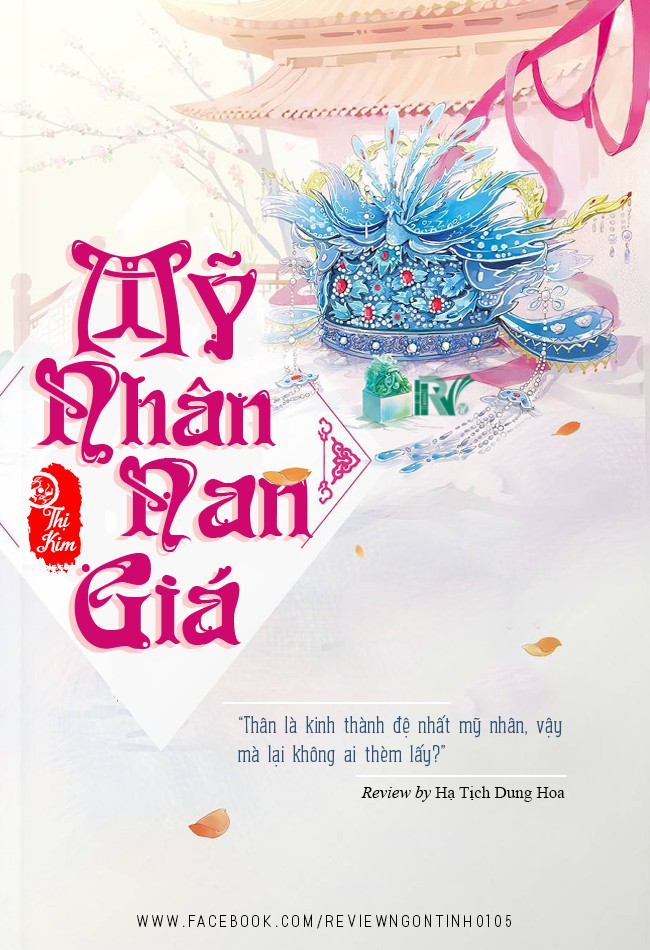 Mỹ
Nhân
Nan
Giá
Thị
Kim
RV
“Thân là kinh thành đệ nhất mỹ nhân, vậy
mà lại không ai thèm lấy?”
Review by Hạ Tịch Dung Hoa
WWW.FACEBOOK.COM/REVIEWNGONTINH0105